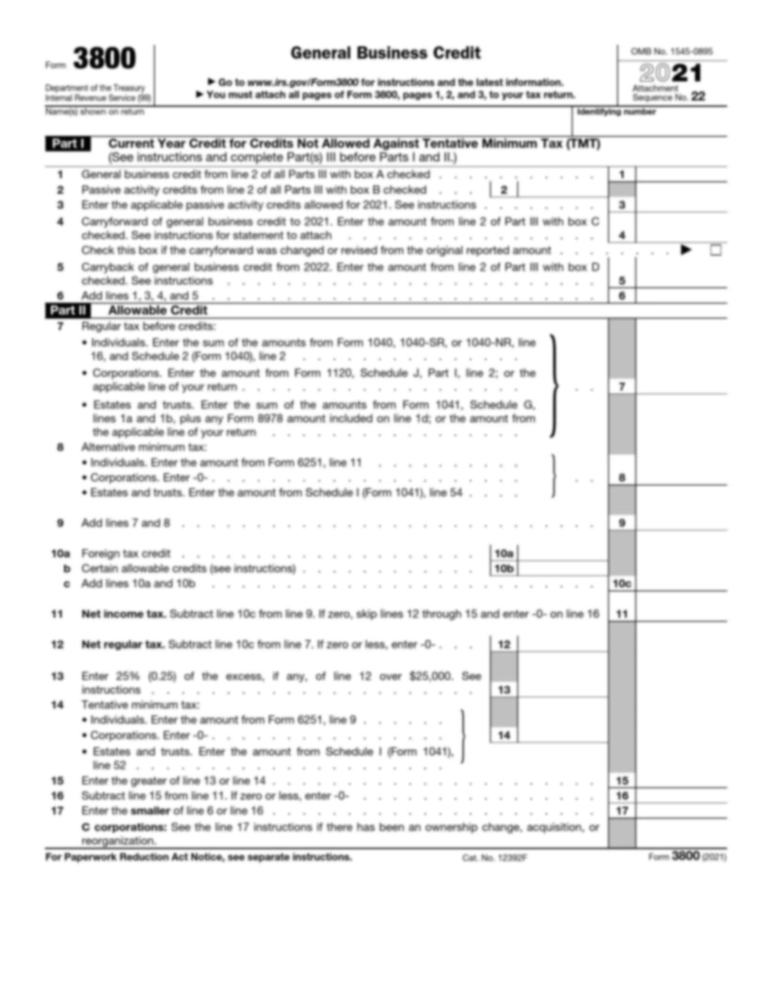 Form 3800
Department of the Treasury
Internal Revenue Service (99)
General Business Credit
▶ Go to www.irs.gov/Form3800 for instructions and the latest information.
▶ You must attach all pages of Form 3800, pages 1, 2, and 3, to your tax return.
OMB No. 1545-0895
2021
Attachment
Sequence No. 22
Name(s) shown on return
Identifying number
Part I Current Year Credit for Credits Not Allowed Against Tentative Minimum Tax (TMT)
(See instructions and complete Part(s) III before Parts I and II.)
1 General business credit from line 2 of all Parts III with box A checked . . . . . . . . . . . 1
2 Passive activity credits from line 2 of all Parts III with box B checked . . . 2
3 Enter the applicable passive activity credits allowed for 2021. See instructions . . . . . . . . 3
4 Carryforward of general business credit to 2021. Enter the amount from line 2 of Part III with box C
checked. See instructions for statement to attach . . . . . . . . . . . . . . . . . 4
Check this box if the carryforward was changed or revised from the original reported amount . . . . . . . . ▶ ☐
5 Carryback of general business credit from 2022. Enter the amount from line 2 of Part III with box D
checked. See instructions . . . . . . . . . . . . . . . . . . . . . . . . . 5
6 Add lines 1, 3, 4, and 5 . . . . . . . . . . . . . . . . . . . . . . . . . . 6
Part II Allowable Credit
7 Regular tax before credits:
• Individuals. Enter the sum of the amounts from Form 1040, 1040-SR, or 1040-NR, line
16, and Schedule 2 (Form 1040), line 2 . . . . . . . . . . . . . . .
• Corporations. Enter the amount from Form 1120, Schedule J, Part I, line 2; or the
applicable line of your return . . . . . . . . . . . . . . . . . . . . . 7
• Estates and trusts. Enter the sum of the amounts from Form 1041, Schedule G,
lines 1a and 1b, plus any Form 8978 amount included on line 1d; or the amount from
the applicable line of your return . . . . . . . . . . . . . . . . .
8 Alternative minimum tax:
• Individuals. Enter the amount from Form 6251, line 11 . . . . . . . . . .
• Corporations. Enter -0- . . . . . . . . . . . . . . . . . . . . . . . 8
• Estates and trusts. Enter the amount from Schedule I (Form 1041), line 54 . . . .
9 Add lines 7 and 8 . . . . . . . . . . . . . . . . . . . . . . . . . . . . 9
10a Foreign tax credit . . . . . . . . . . . . . . . . . . . . 10a
b Certain allowable credits (see instructions) . . . . . . . . . . . . 10b
c Add lines 10a and 10b . . . . . . . . . . . . . . . . . . . . . . . . . . 10c
11 Net income tax. Subtract line 10c from line 9. If zero, skip lines 12 through 15 and enter -0- on line 16 11
12 Net regular tax. Subtract line 10c from line 7. If zero or less, enter -0- . . . 12
13 Enter 25% (0.25) of the excess, if any, of line 12 over $25,000. See
instructions . . . . . . . . . . . . . . . . . . . . . . 13
14 Tentative minimum tax:
• Individuals. Enter the amount from Form 6251, line 9 . . . . . .
• Corporations. Enter -0- . . . . . . . . . . . . . . . . 14
• Estates and trusts. Enter the amount from Schedule I (Form 1041),
line 52 . . . . . . . . . . . . . . . . . . . . .
15 Enter the greater of line 13 or line 14 . . . . . . . . . . . . . . . . . . . . . . 15
16 Subtract line 15 from line 11. If zero or less, enter -0- . . . . . . . . . . . . . . . . 16
17 Enter the smaller of line 6 or line 16 . . . . . . . . . . . . . . . . . . . . . . 17
C corporations: See the line 17 instructions if there has been an ownership change, acquisition, or
reorganization.
For Paperwork Reduction Act Notice, see separate instructions. Cat. No. 12392F Form 3800 (2021)